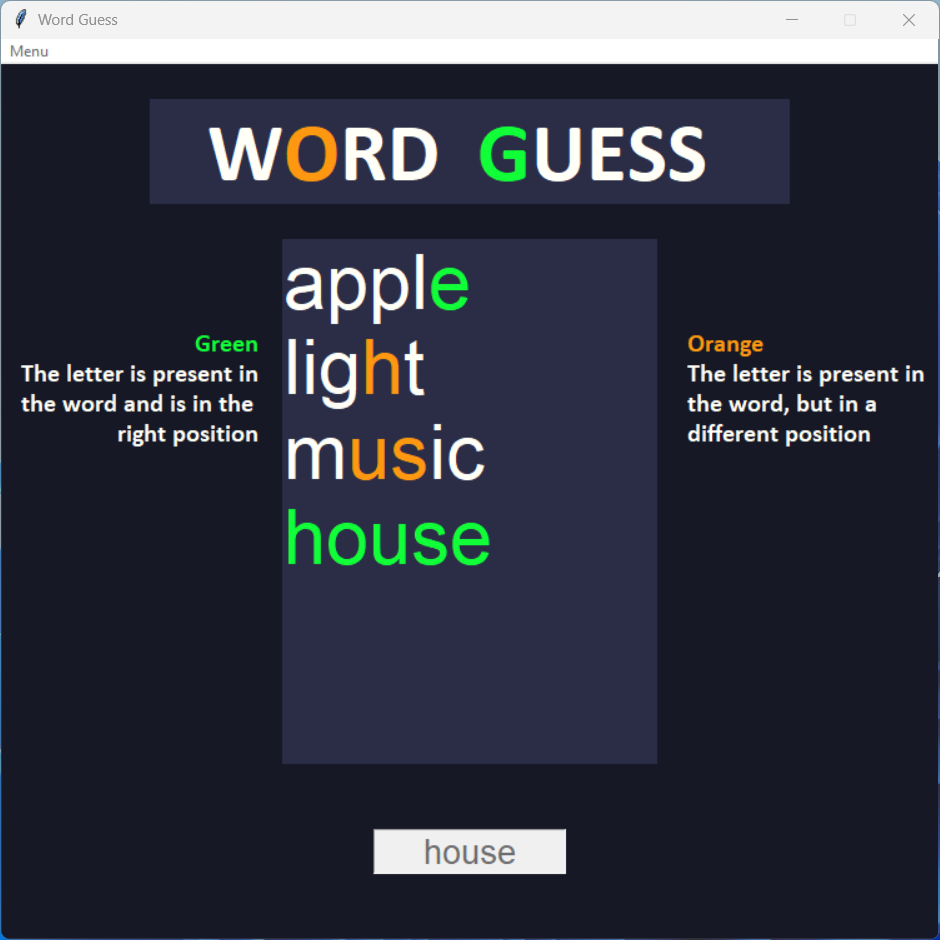 Word Guess
Menu
WORD GUESS
apple
light
music
house
Green
The letter is present in
the word and is in the
right position
Orange
The letter is present in
the word, but in a
different position
house